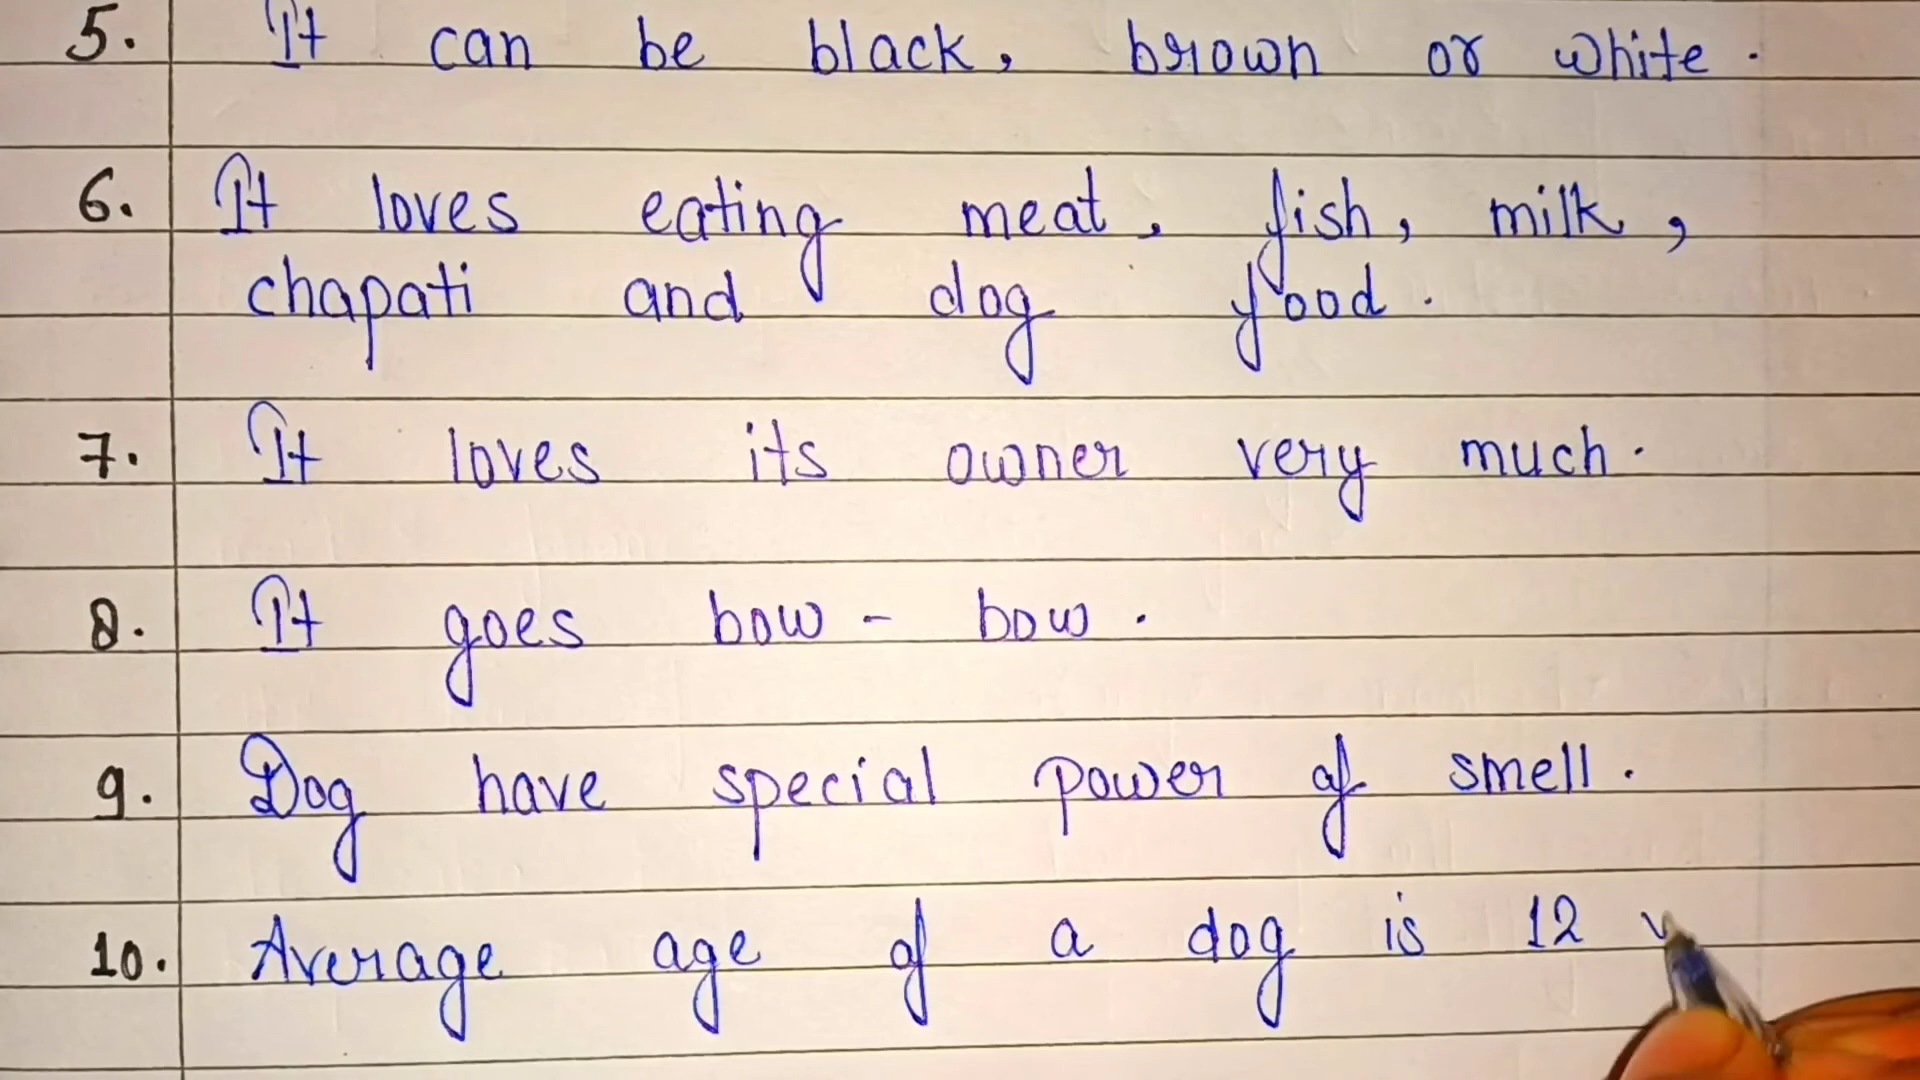 5. It can be black, brown or white.
6. It loves eating meat, fish, milk,
chapati and dog food.
7. It loves its owner very much.
8. It goes bow - bow.
9. Dog have special power of smell.
10. Average age of a dog is 12